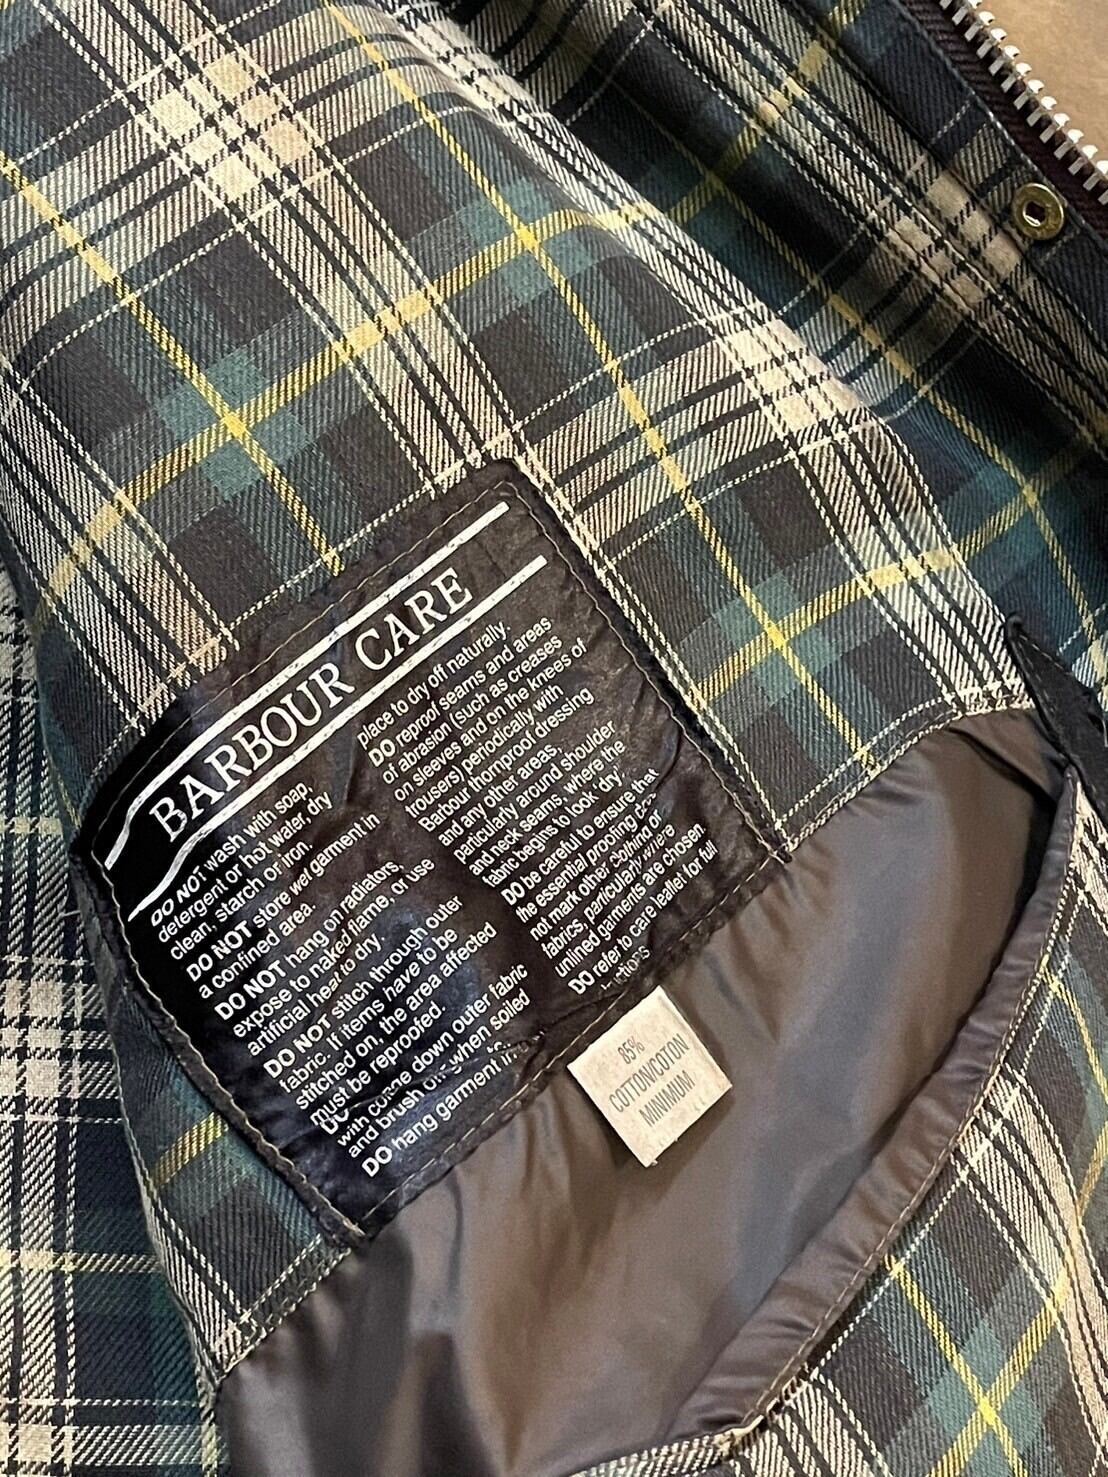 BARBOUR CARE
DO NOT wash with soap,
detergent or hot water, dry
clean, starch or iron.
DO NOT store wet garment in
a confined area.
DO NOT hang on radiators,
expose to naked flame, or use
artificial heat to dry.
DO NOT stitch through outer
fabric. If items have to be
stitched on, the area affected
must be reproofed.
DO
with down outer fabric
and brush off when soiled
DO hang garment in
place to dry off naturally.
DO reproof seams and areas
of abrasion (such as creases
on sleeves and on the knees of
trousers) periodically with
Barbour thornproof dressing
and any other areas,
particularly around shoulder
and neck seams, where the
fabric begins to look 'dry'.
DO be careful to ensure that
the essential proofing does
not mark other clothing or
fabrics, particularly where
unlined garments are chosen.
DO refer to care leaflet for full
85%
COTTON/COTON
MINIMUM